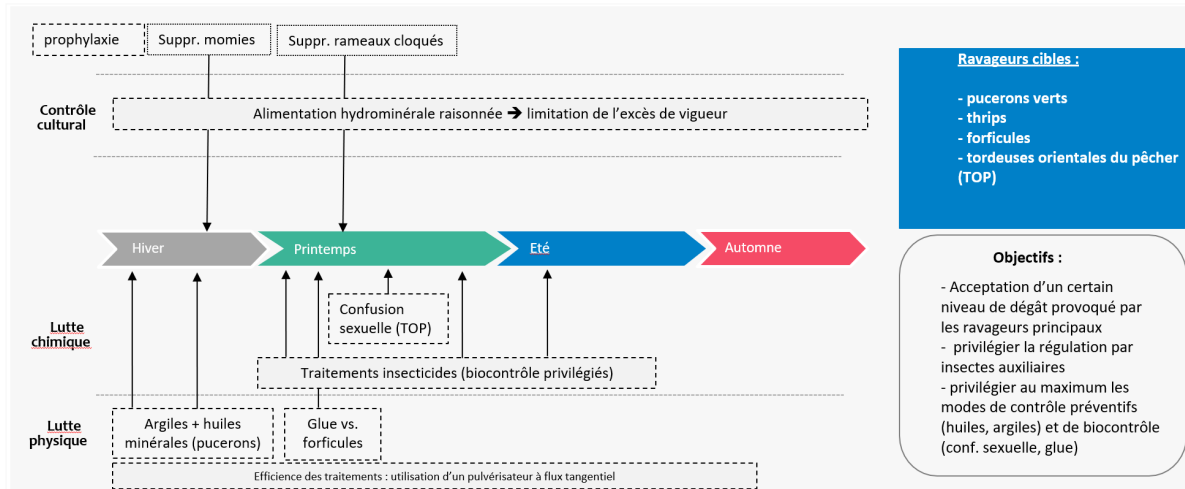 prophylaxie
Suppr. momies
Suppr. rameaux cloqués
Contrôle
cultural
Alimentation hydrominérale raisonnée ➔ limitation de l'excès de vigueur
Hiver
Printemps
Eté
Automne
Lutte
chimique
Confusion
sexuelle (TOP)
Traitements insecticides (biocontrôle privilégiés)
Lutte
physique
Argiles + huiles
minérales (pucerons)
Glue vs.
forficules
Efficience des traitements : utilisation d'un pulvérisateur à flux tangentiel
Ravageurs cibles :
- pucerons verts
- thrips
- forficules
- tordeuses orientales du pêcher
(TOP)
Objectifs :
- Acceptation d'un certain
niveau de dégât provoqué par
les ravageurs principaux
- privilégier la régulation par
insectes auxiliaires
- privilégier au maximum les
modes de contrôle préventifs
(huiles, argiles) et de biocontrôle
(conf. sexuelle, glue)